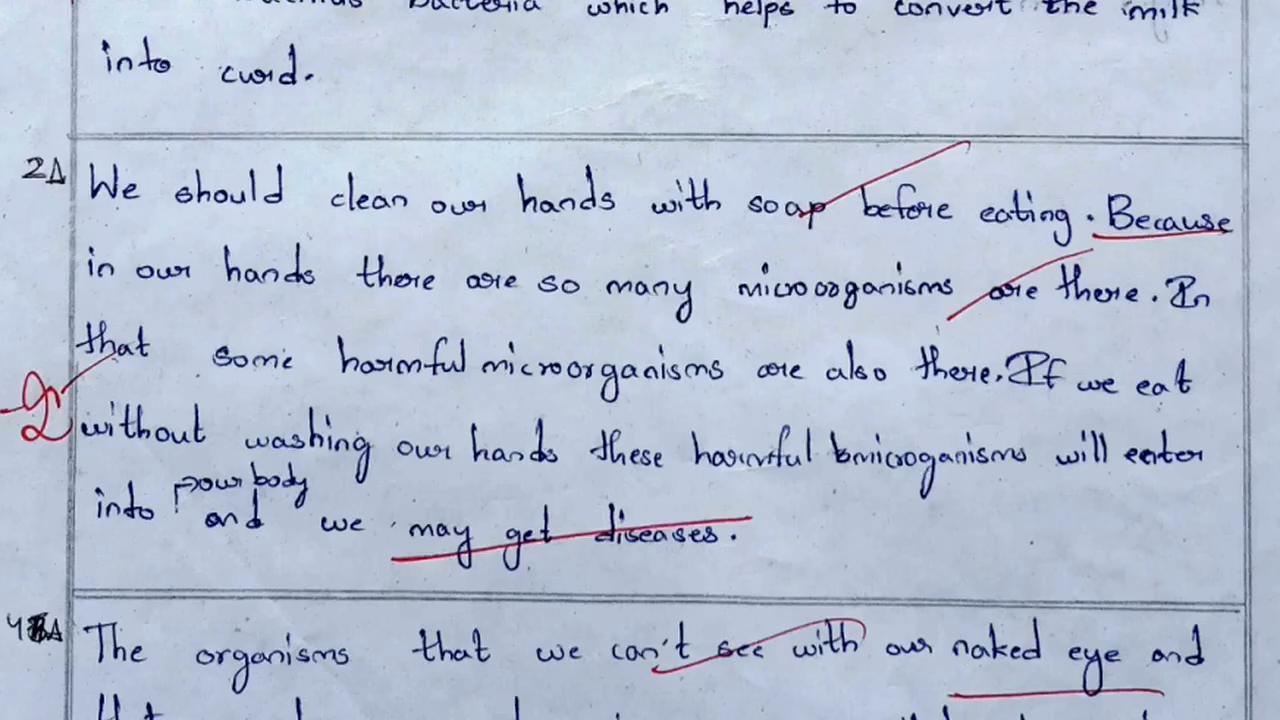 bacteria which helps to convert the milk
into curd.
2A We should clean our hands with soap before eating. Because
in our hands there are so many microorganisms are there. In
that some harmful microorganisms are also there. If we eat
2 without washing our hands these harmful bmicroganisms will eater
into our body and we may get diseases.
The organisms that we can't see with our naked eye and